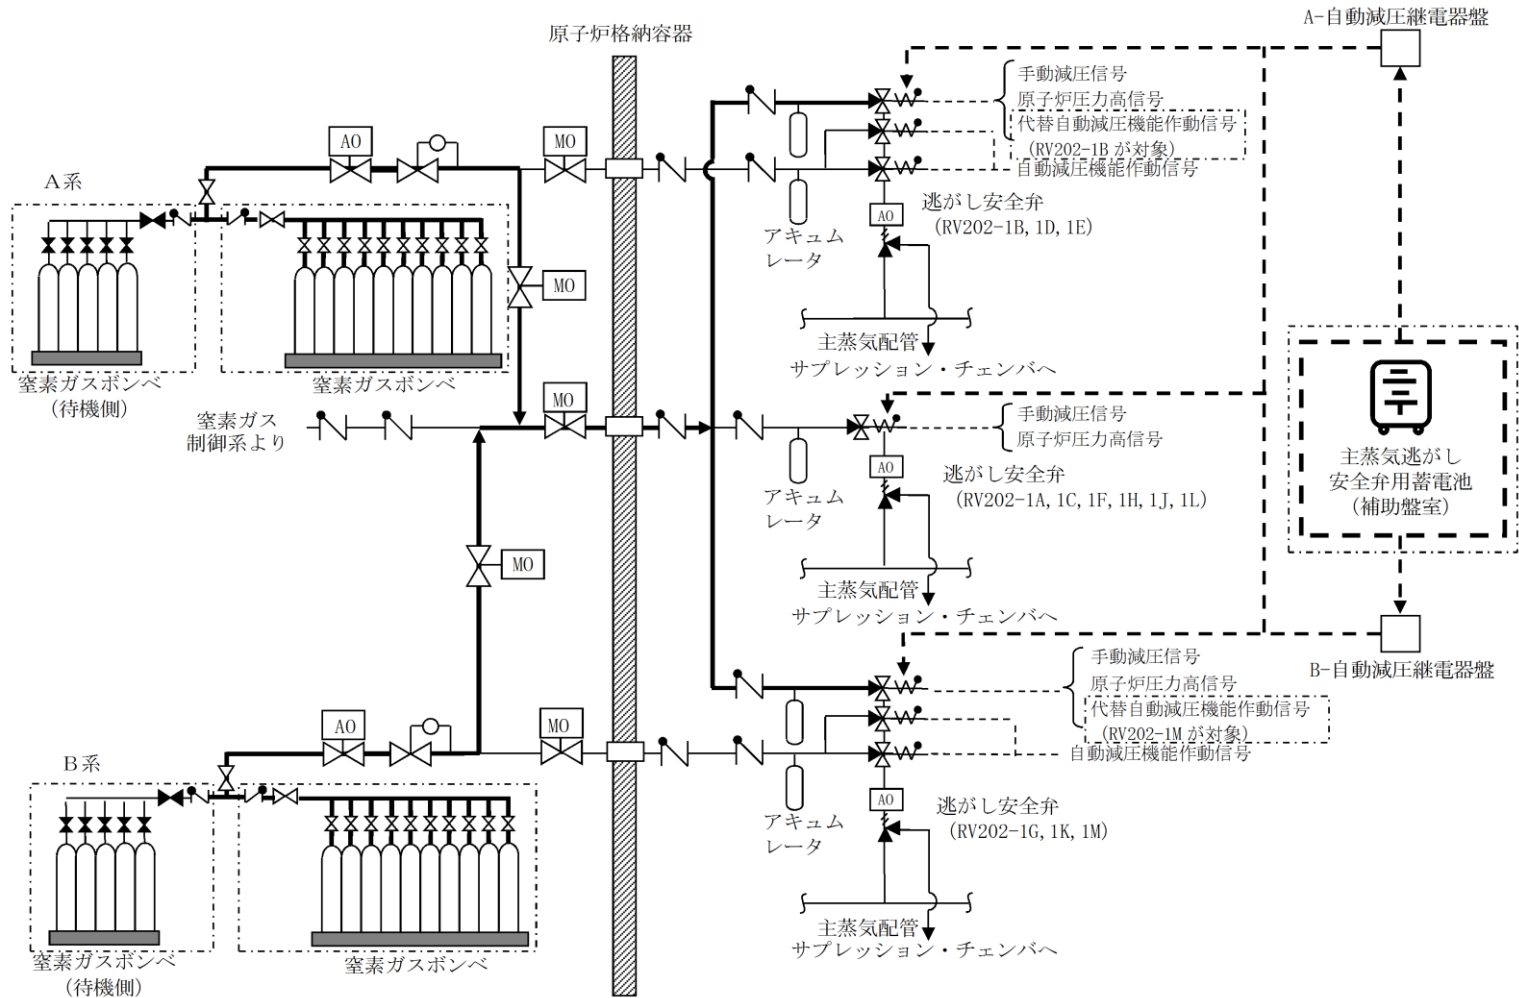 原子炉格納容器
A-自動減圧継電器盤
手動減圧信号
原子炉圧力高信号
代替自動減圧機能作動信号
(RV202-1Bが対象)
自動減圧機能作動信号
AO
MO
A系
逃がし安全弁
(RV202-1B, 1D, 1E)
AO
アキュム
レータ
MO
主蒸気配管
サプレッション・チェンバへ
窒素ガスボンベ
(待機側)
窒素ガスボンベ
窒素ガス
制御系より
MO
手動減圧信号
原子炉圧力高信号
AO
逃がし安全弁
(RV202-1A, 1C, 1F, 1H, 1J, 1L)
アキュム
レータ
主蒸気逃がし
安全弁用蓄電池
(補助盤室)
MO
主蒸気配管
サプレッション・チェンバへ
B-自動減圧継電器盤
手動減圧信号
原子炉圧力高信号
代替自動減圧機能作動信号
(RV202-1Mが対象)
自動減圧機能作動信号
AO
MO
B系
AO
逃がし安全弁
(RV202-1G, 1K, 1M)
アキュム
レータ
主蒸気配管
サプレッション・チェンバへ
窒素ガスボンベ
(待機側)
窒素ガスボンベ